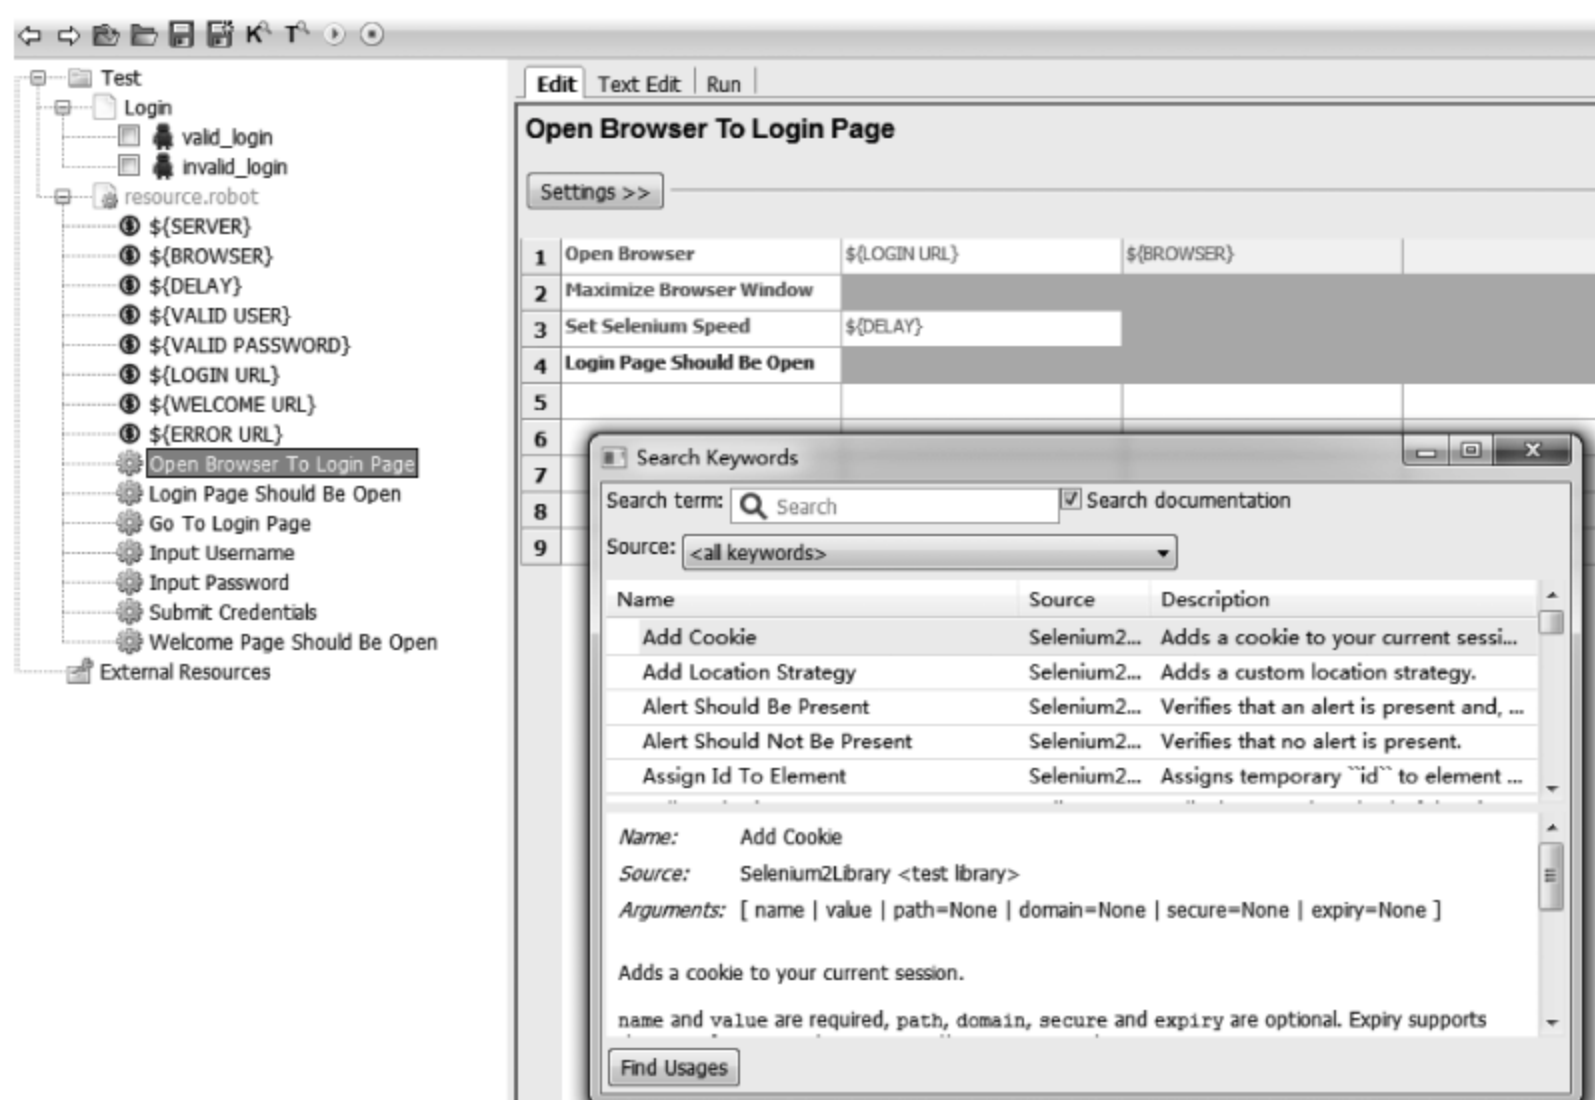 K T
Test
Login
valid_login
invalid_login
resource.robot
${SERVER}
${BROWSER}
${DELAY}
${VALID USER}
${VALID PASSWORD}
${LOGIN URL}
${WELCOME URL}
${ERROR URL}
Open Browser To Login Page
Login Page Should Be Open
Go To Login Page
Input Username
Input Password
Submit Credentials
Welcome Page Should Be Open
External Resources
Edit Text Edit Run
Open Browser To Login Page
Settings >>
1 Open Browser ${LOGIN URL} ${BROWSER}
2 Maximize Browser Window
3 Set Selenium Speed ${DELAY}
4 Login Page Should Be Open
5
6
7
8
9
Search Keywords
Search term: Search Search documentation
Source: <all keywords>
Name Source Description
Add Cookie Selenium2... Adds a cookie to your current sessi...
Add Location Strategy Selenium2... Adds a custom location strategy.
Alert Should Be Present Selenium2... Verifies that an alert is present and, ...
Alert Should Not Be Present Selenium2... Verifies that no alert is present.
Assign Id To Element Selenium2... Assigns temporary ``id`` to element ...
Name: Add Cookie
Source: Selenium2Library <test library>
Arguments: [ name | value | path=None | domain=None | secure=None | expiry=None ]
Adds a cookie to your current session.
name and value are required, path, domain, secure and expiry are optional. Expiry supports
Find Usages